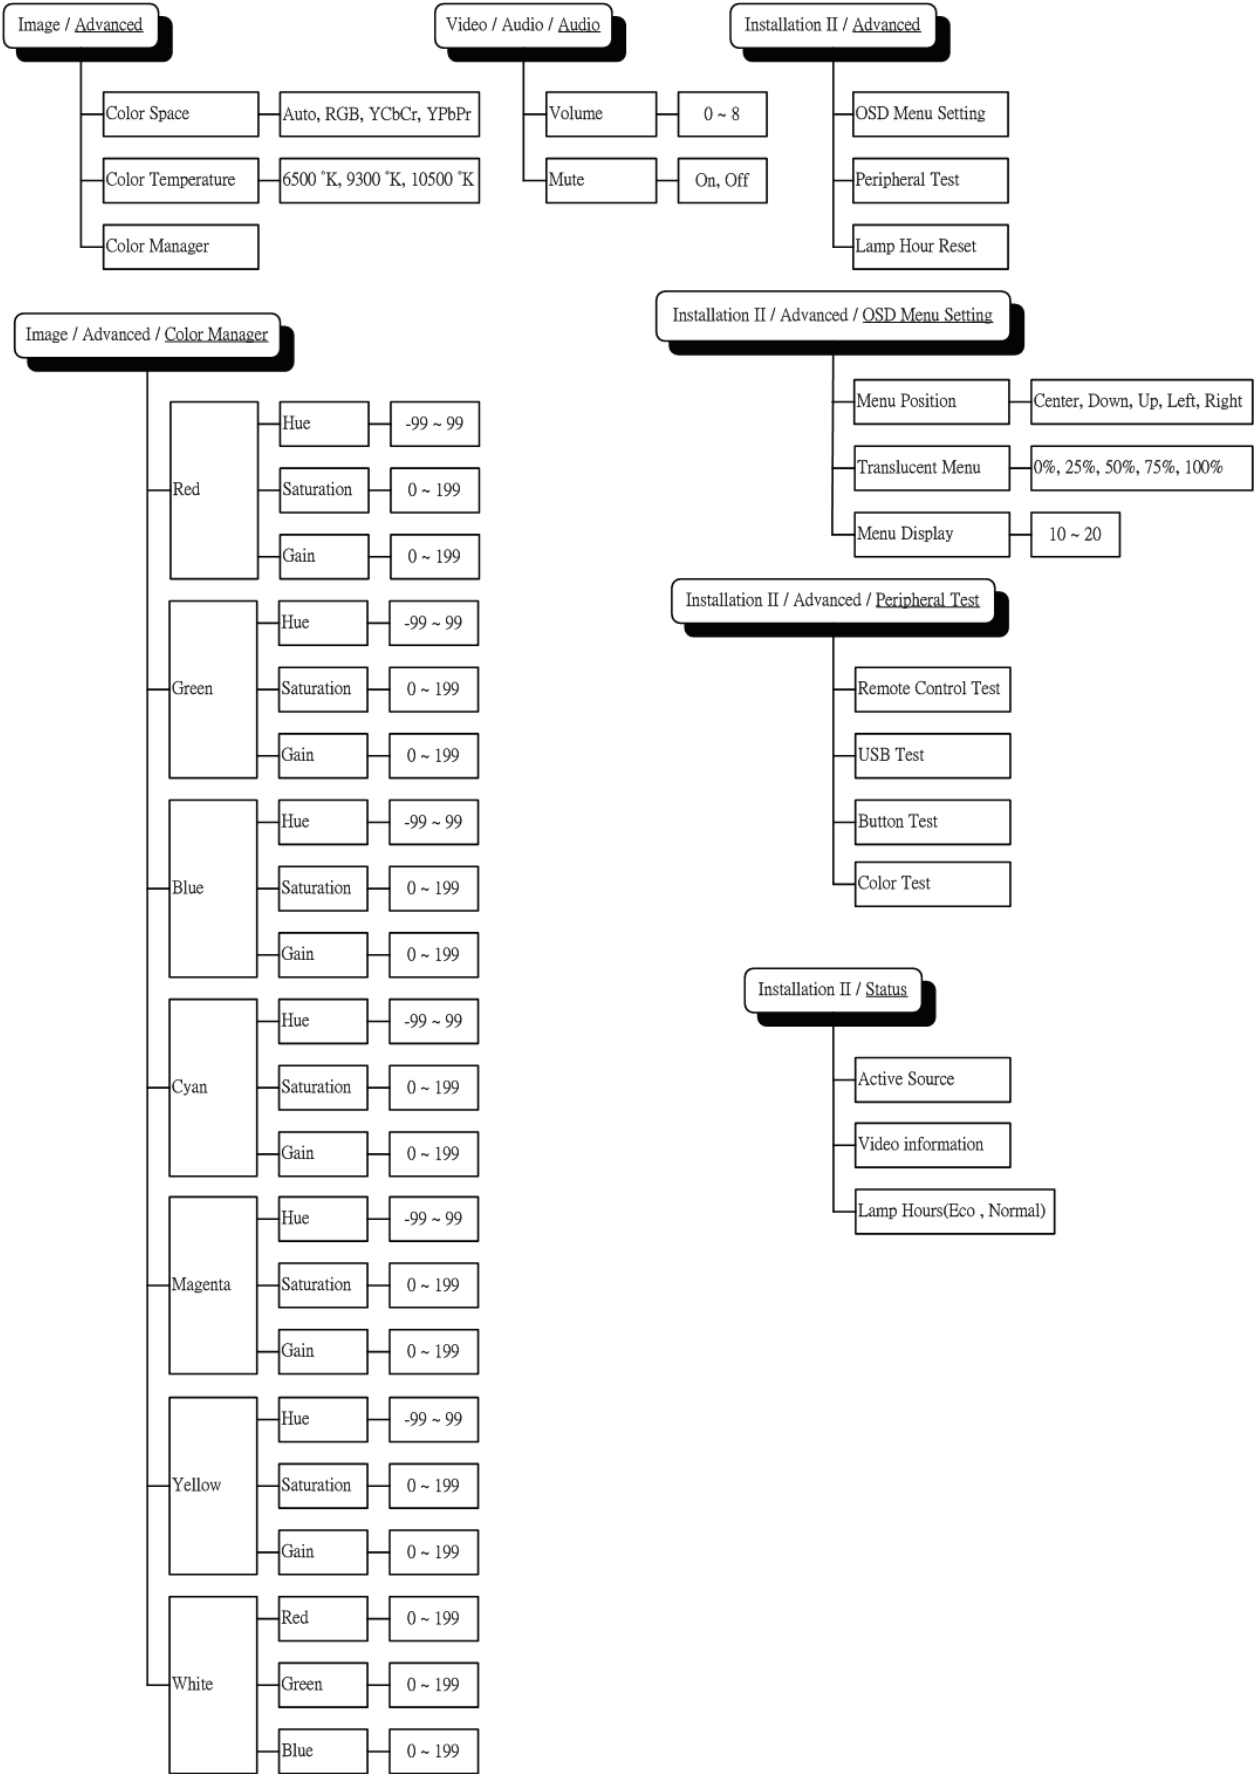 Image / Advanced
Color Space
Auto, RGB, YCbCr, YPbPr
Color Temperature
6500 ˚K, 9300 ˚K, 10500 ˚K
Color Manager
Video / Audio / Audio
Volume
0 ~ 8
Mute
On, Off
Installation II / Advanced
OSD Menu Setting
Peripheral Test
Lamp Hour Reset
Image / Advanced / Color Manager
Red
Hue
-99 ~ 99
Saturation
0 ~ 199
Gain
0 ~ 199
Green
Hue
-99 ~ 99
Saturation
0 ~ 199
Gain
0 ~ 199
Blue
Hue
-99 ~ 99
Saturation
0 ~ 199
Gain
0 ~ 199
Cyan
Hue
-99 ~ 99
Saturation
0 ~ 199
Gain
0 ~ 199
Magenta
Hue
-99 ~ 99
Saturation
0 ~ 199
Gain
0 ~ 199
Yellow
Hue
-99 ~ 99
Saturation
0 ~ 199
Gain
0 ~ 199
White
Red
0 ~ 199
Green
0 ~ 199
Blue
0 ~ 199
Installation II / Advanced / OSD Menu Setting
Menu Position
Center, Down, Up, Left, Right
Translucent Menu
0%, 25%, 50%, 75%, 100%
Menu Display
10 ~ 20
Installation II / Advanced / Peripheral Test
Remote Control Test
USB Test
Button Test
Color Test
Installation II / Status
Active Source
Video information
Lamp Hours(Eco , Normal)